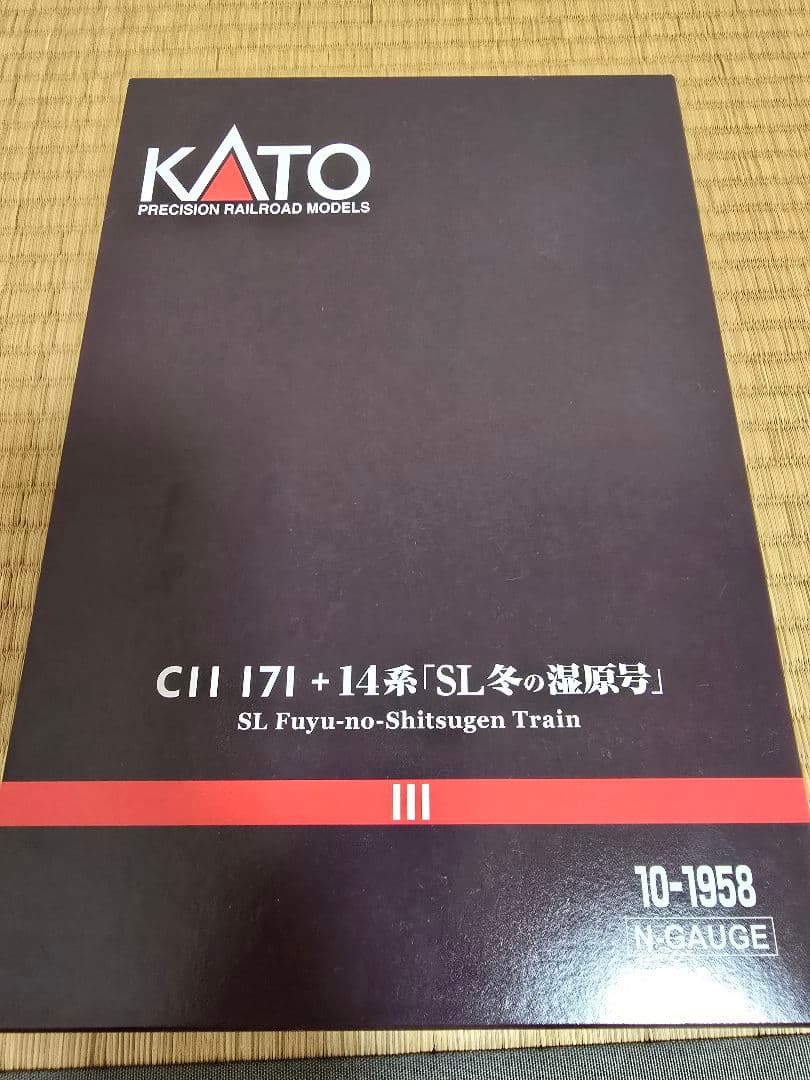 KATO
PRECISION RAILROAD MODELS
C11 171 + 14系「SL冬の湿原号」
SL Fuyu-no-Shitsugen Train
10-1958
N-GAUGE